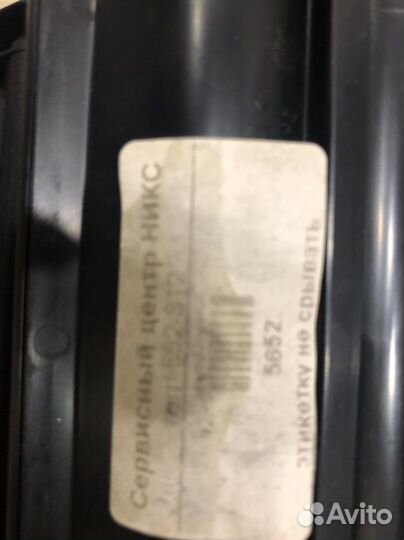 Сервисный центр НИКС
5652
этикетку не срывать
Avito